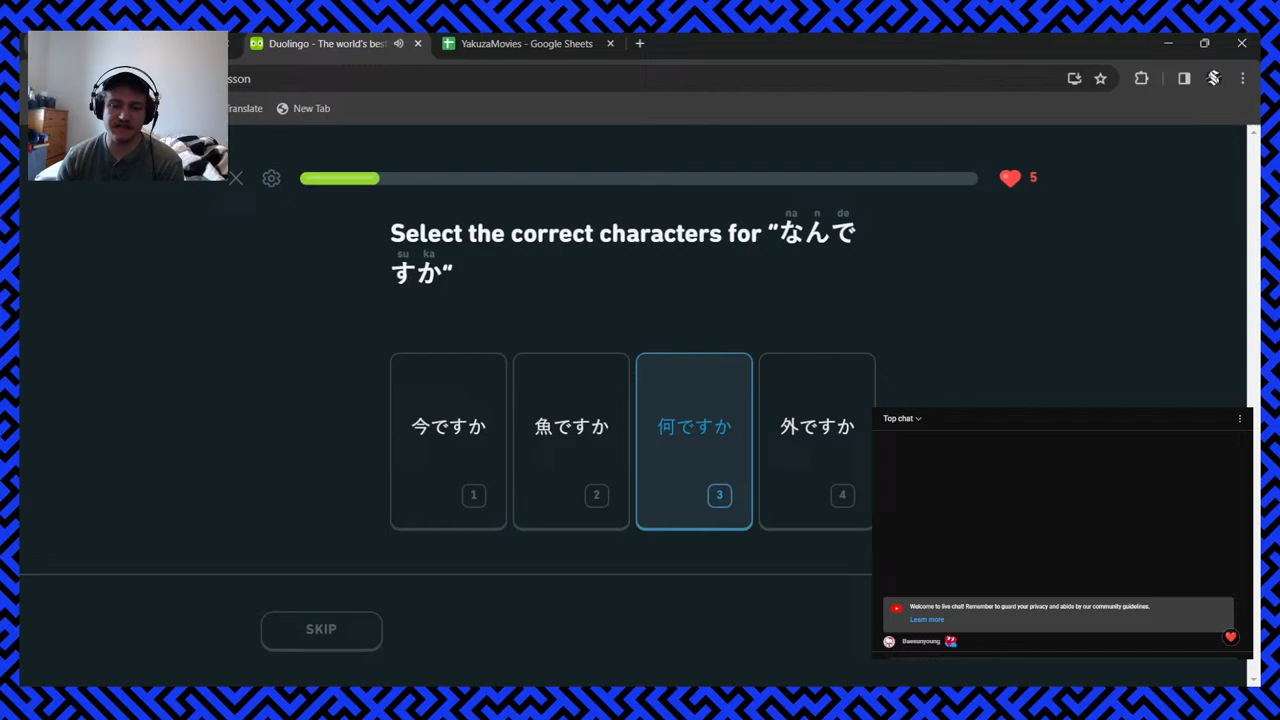 Duolingo - The world's bes
YakuzaMovies - Google Sheets
sson
Translate
New Tab
5
na n de
Select the correct characters for "なんで
su ka
すか"
今ですか
魚ですか
何ですか
外ですか
1
2
3
4
Top chat
Welcome to live chat! Remember to guard your privacy and abide by our community guidelines.
Learn more
Baesunyoung
SKIP